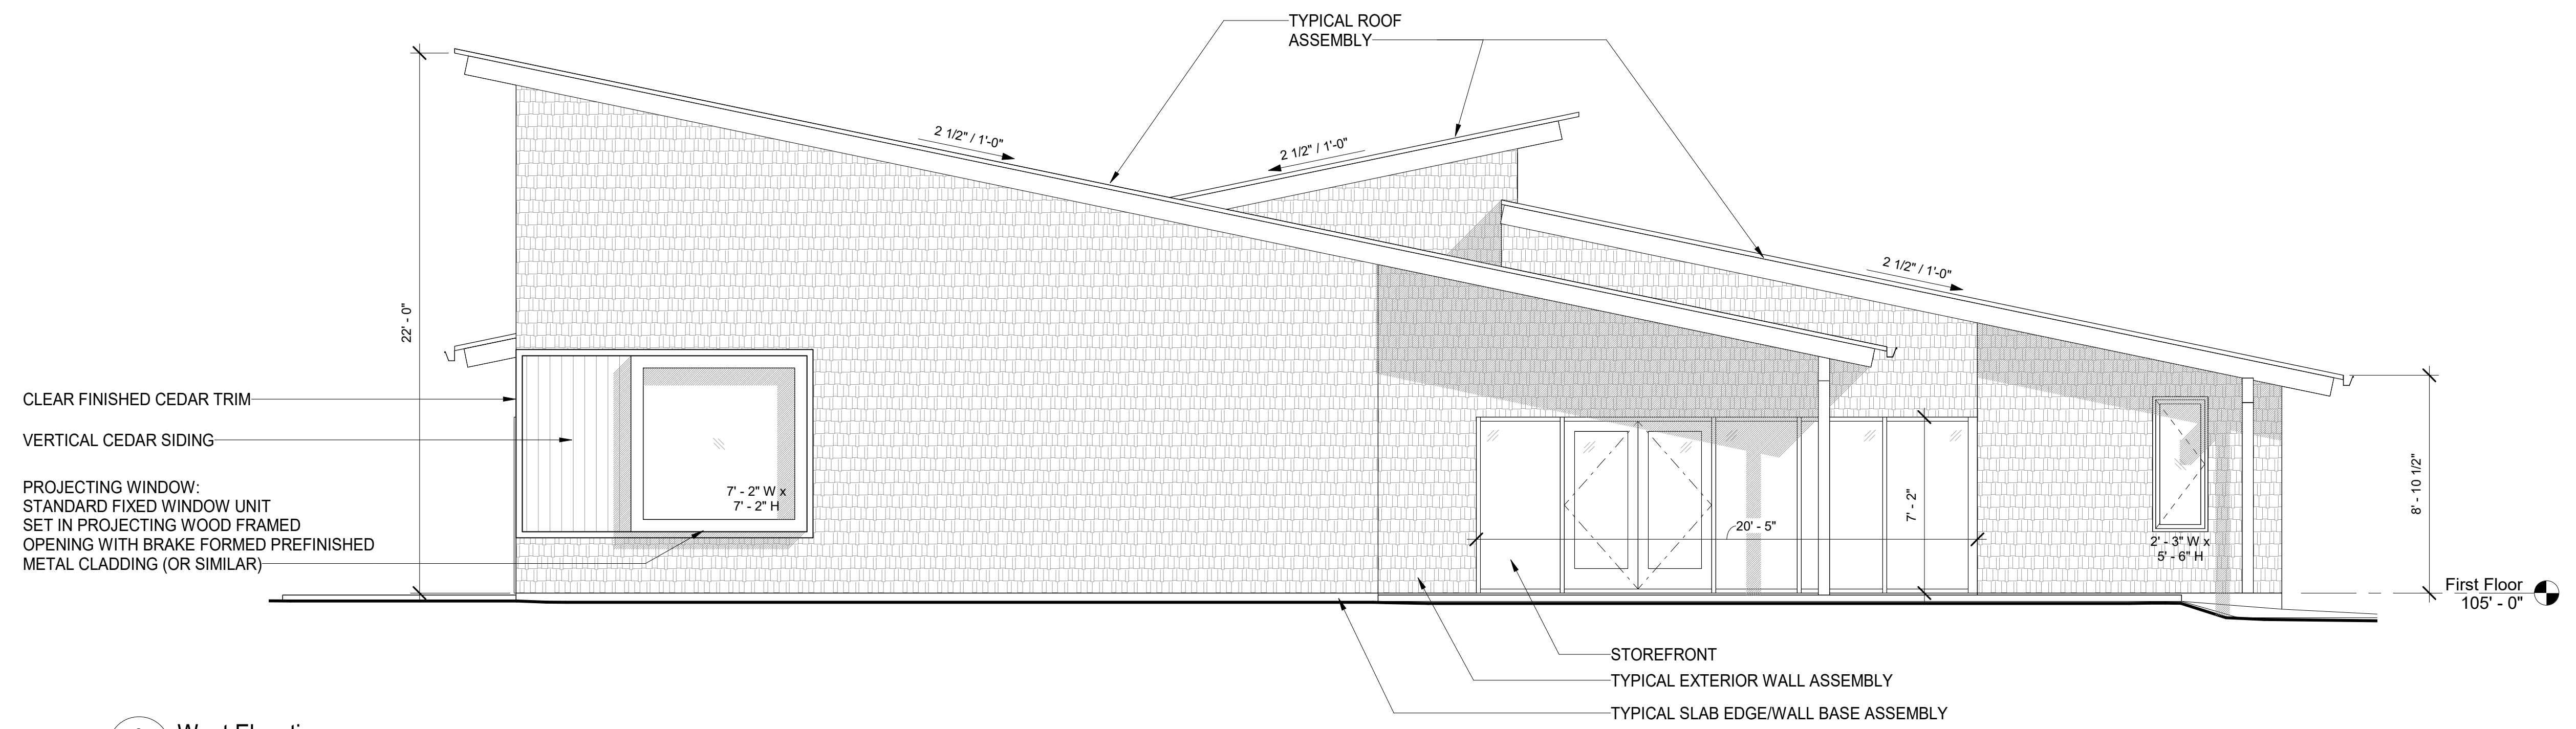 TYPICAL ROOF
ASSEMBLY
2 1/2" / 1'-0"
2 1/2" / 1'-0"
2 1/2" / 1'-0"
22' - 0"
CLEAR FINISHED CEDAR TRIM
VERTICAL CEDAR SIDING
PROJECTING WINDOW:
STANDARD FIXED WINDOW UNIT
SET IN PROJECTING WOOD FRAMED
OPENING WITH BRAKE FORMED PREFINISHED
METAL CLADDING (OR SIMILAR)
7' - 2" W x
7' - 2" H
20' - 5"
7' - 2"
2' - 3" W x
5' - 6" H
8' - 10 1/2"
First Floor
105' - 0"
STOREFRONT
TYPICAL EXTERIOR WALL ASSEMBLY
TYPICAL SLAB EDGE/WALL BASE ASSEMBLY